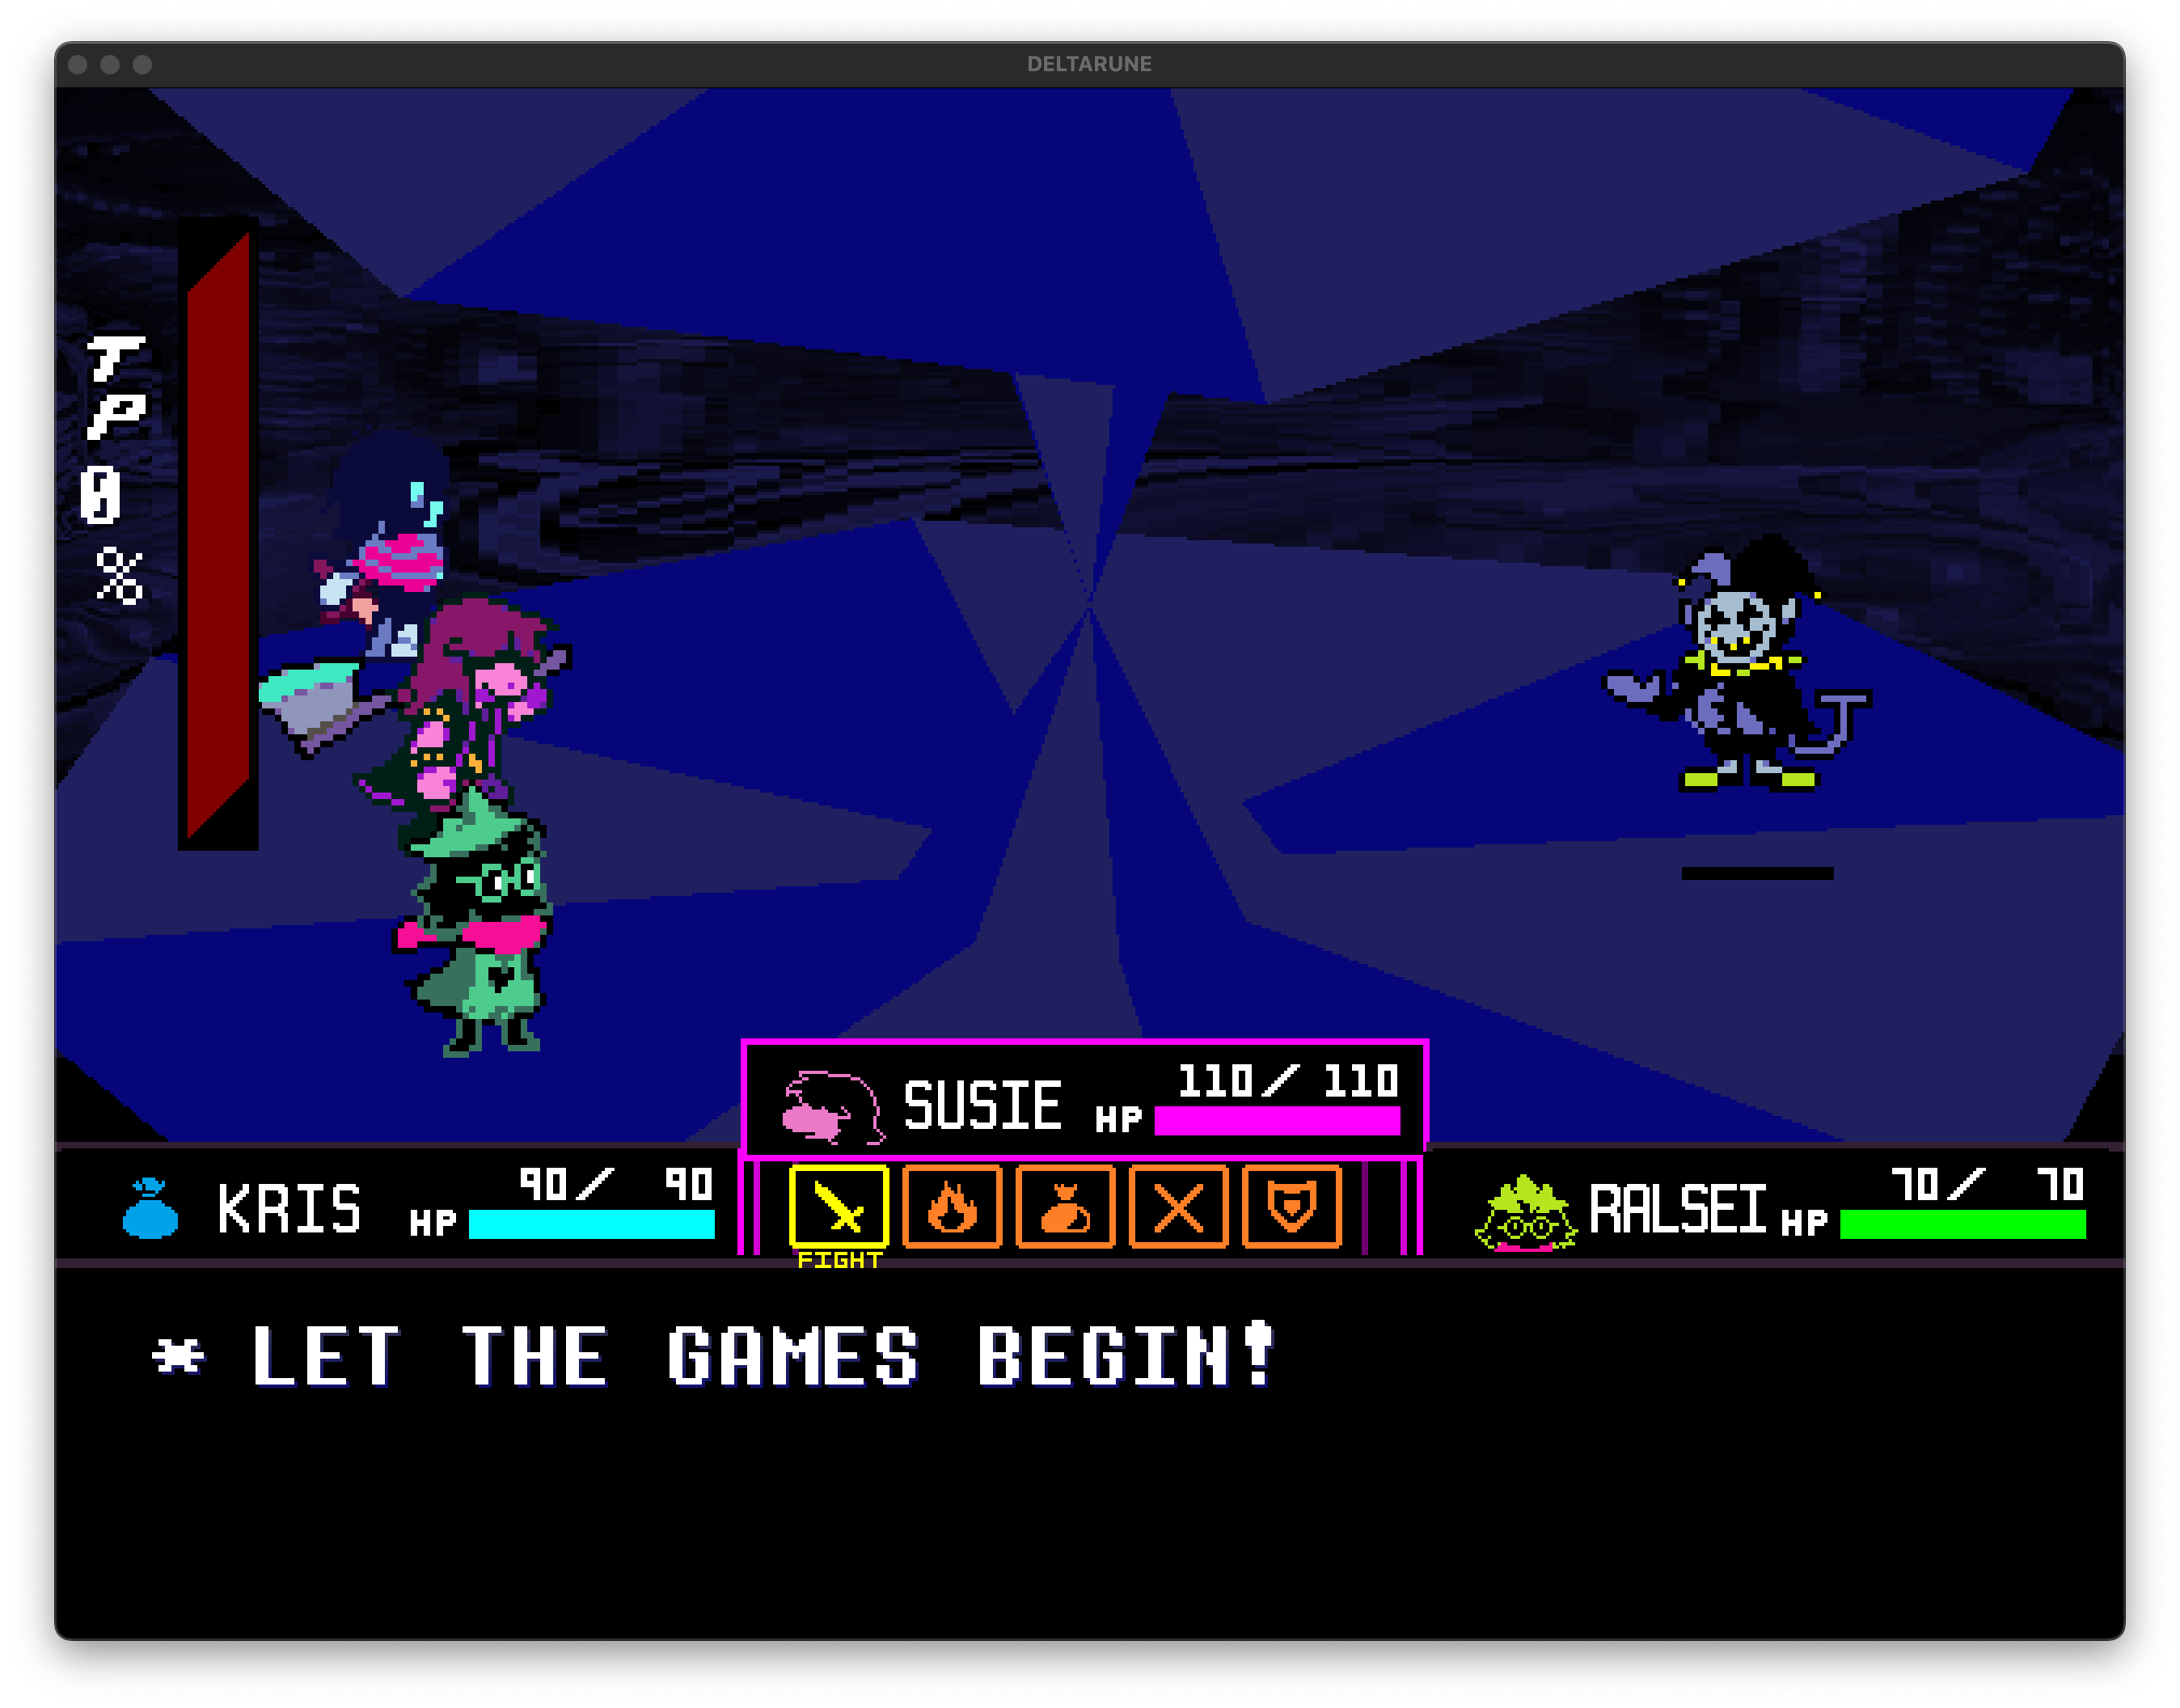 DELTARUNE
TP
0
%
SUSIE HP 110/ 110
KRIS HP 90/ 90
RALSEI HP 70/ 70
FIGHT
* LET THE GAMES BEGIN!